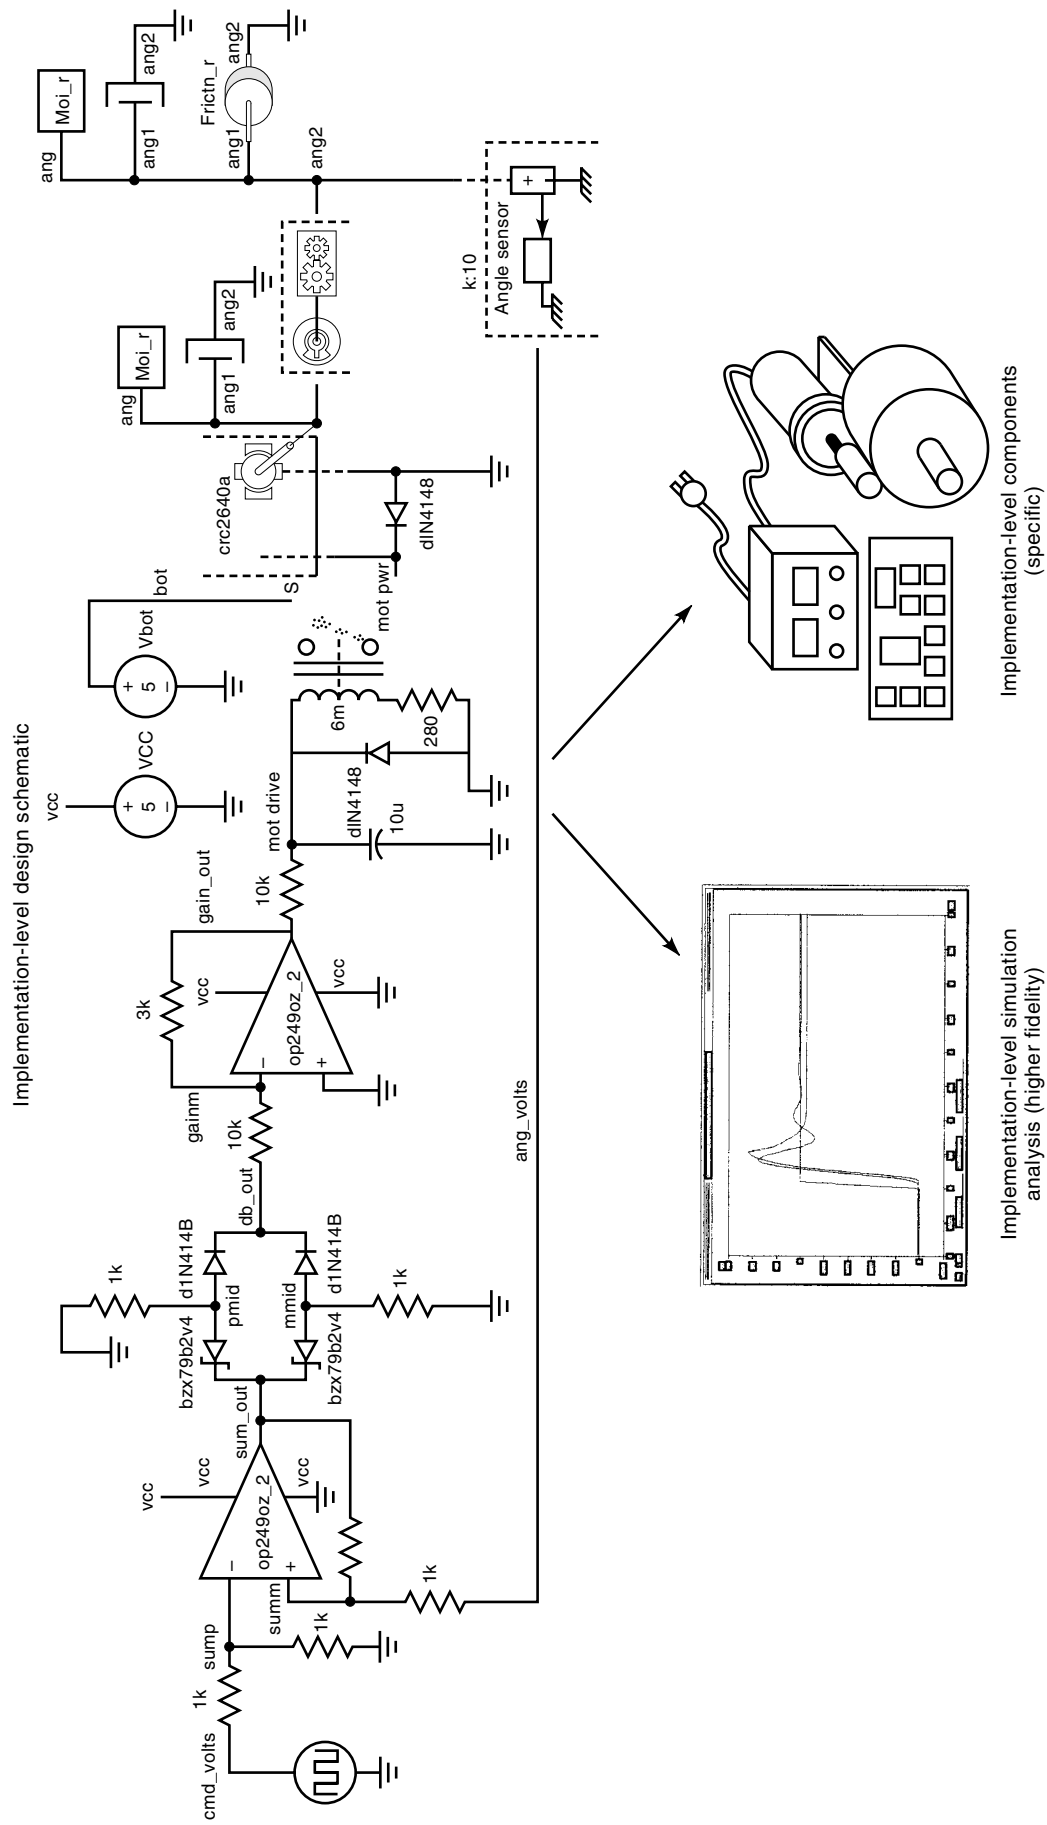 Implementation-level design schematic
cmd_volts
1k
sump
1k
summ
−
+
op249oz_2
vcc
vcc
vcc
1k
sum_out
bzx79b2v4
bzx79b2v4
pmid
mmid
1k
1k
d1N414B
d1N414B
db_out
10k
gainm
3k
−
+
op249oz_2
vcc
vcc
gain_out
10k
mot drive
10u
dIN4148
6m
280
vcc
+
5
−
VCC
+
5
−
Vbot
bot
S
mot pwr
crc2640a
dIN4148
ang
Moi_r
ang1
ang2
ang
Moi_r
ang1
ang2
Frictn_r
ang1
ang2
ang2
k:10
Angle sensor
+
ang_volts
Implementation-level simulation
analysis (higher fidelity)
Implementation-level components
(specific)